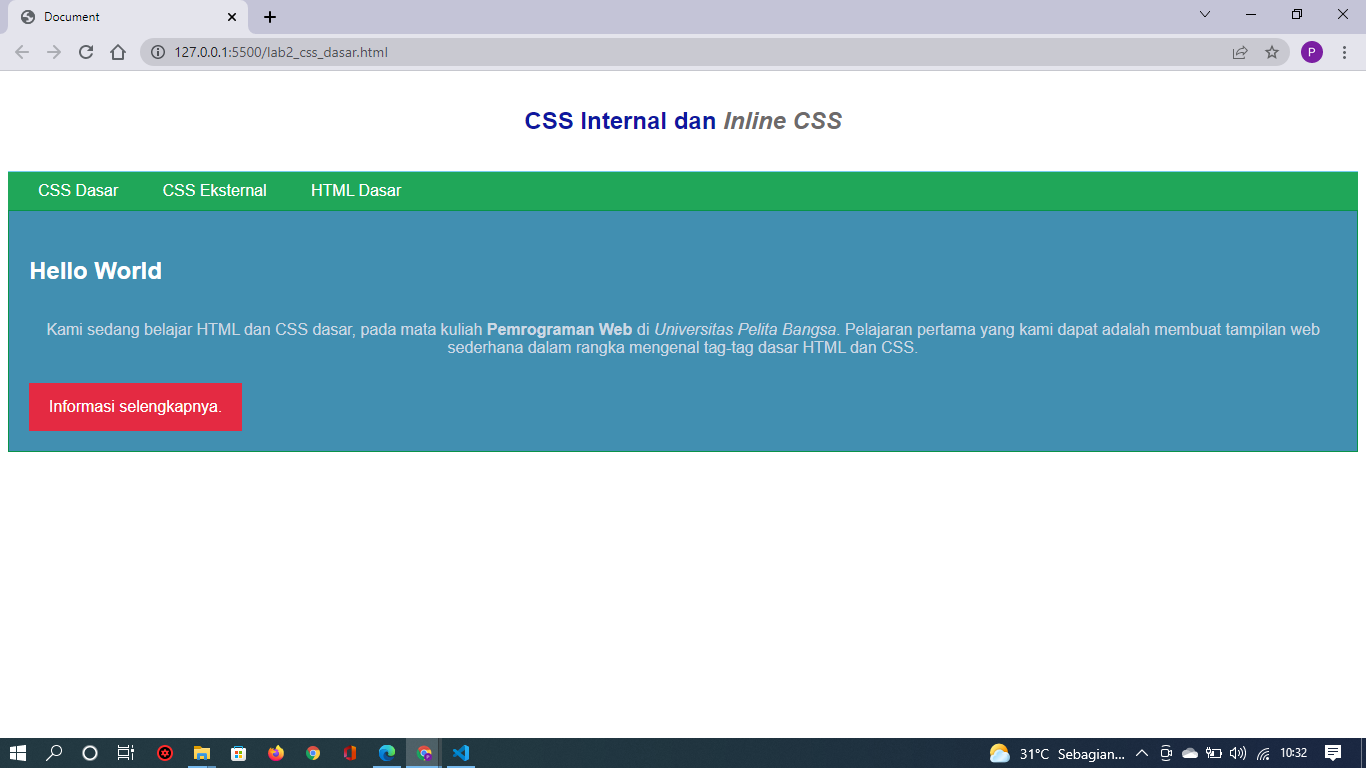 Document
127.0.0.1:5500/lab2_css_dasar.html
P
CSS Internal dan Inline CSS
CSS Dasar CSS Eksternal HTML Dasar
Hello World
Kami sedang belajar HTML dan CSS dasar, pada mata kuliah Pemrograman Web di Universitas Pelita Bangsa. Pelajaran pertama yang kami dapat adalah membuat tampilan web
sederhana dalam rangka mengenal tag-tag dasar HTML dan CSS.
Informasi selengkapnya.
31°C Sebagian... 10:32